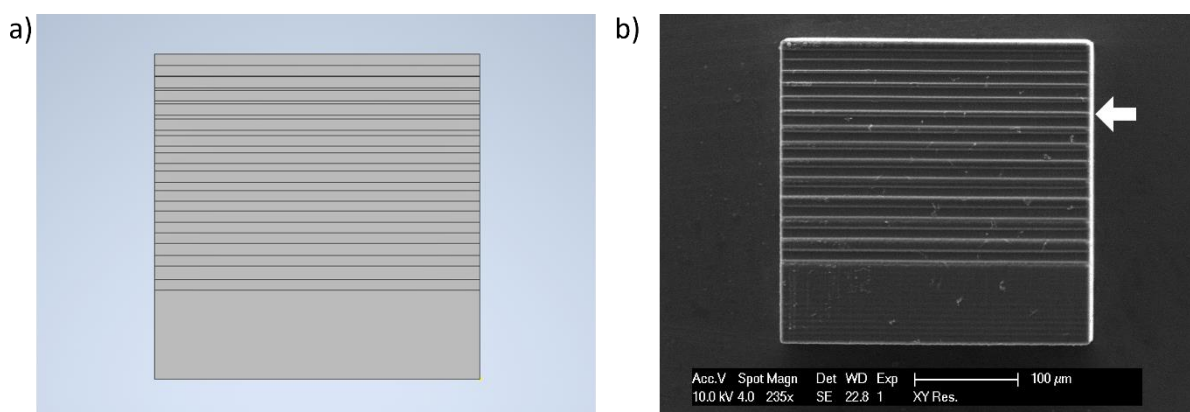 a)
b)
Acc.V Spot Magn Det WD Exp 100 µm
10.0 kV 4.0 235x SE 22.8 1 XY Res.